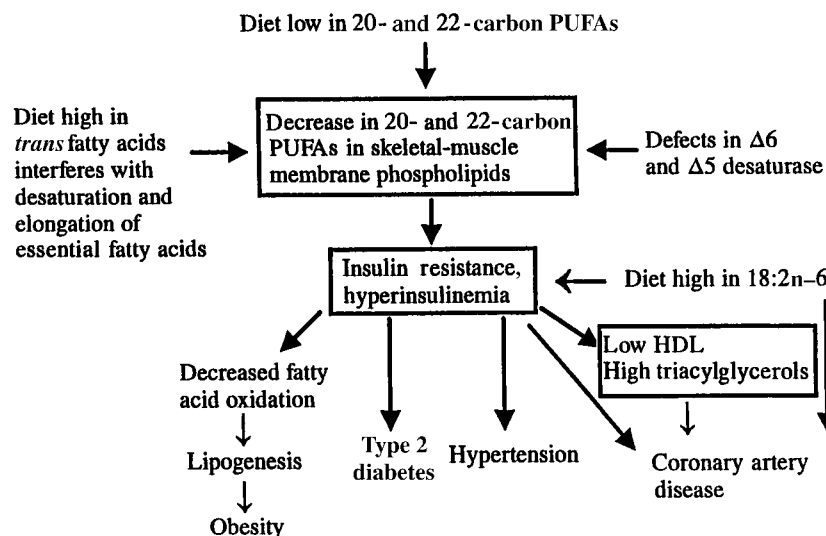 Diet low in 20- and 22-carbon PUFAs
Diet high in
trans fatty acids
interferes with
desaturation and
elongation of
essential fatty acids
Decrease in 20- and 22-carbon
PUFAs in skeletal-muscle
membrane phospholipids
Defects in Δ6
and Δ5 desaturase
Insulin resistance,
hyperinsulinemia
Diet high in 18:2n–6
Low HDL
High triacylglycerols
Decreased fatty
acid oxidation
Lipogenesis
Obesity
Type 2
diabetes
Hypertension
Coronary artery
disease